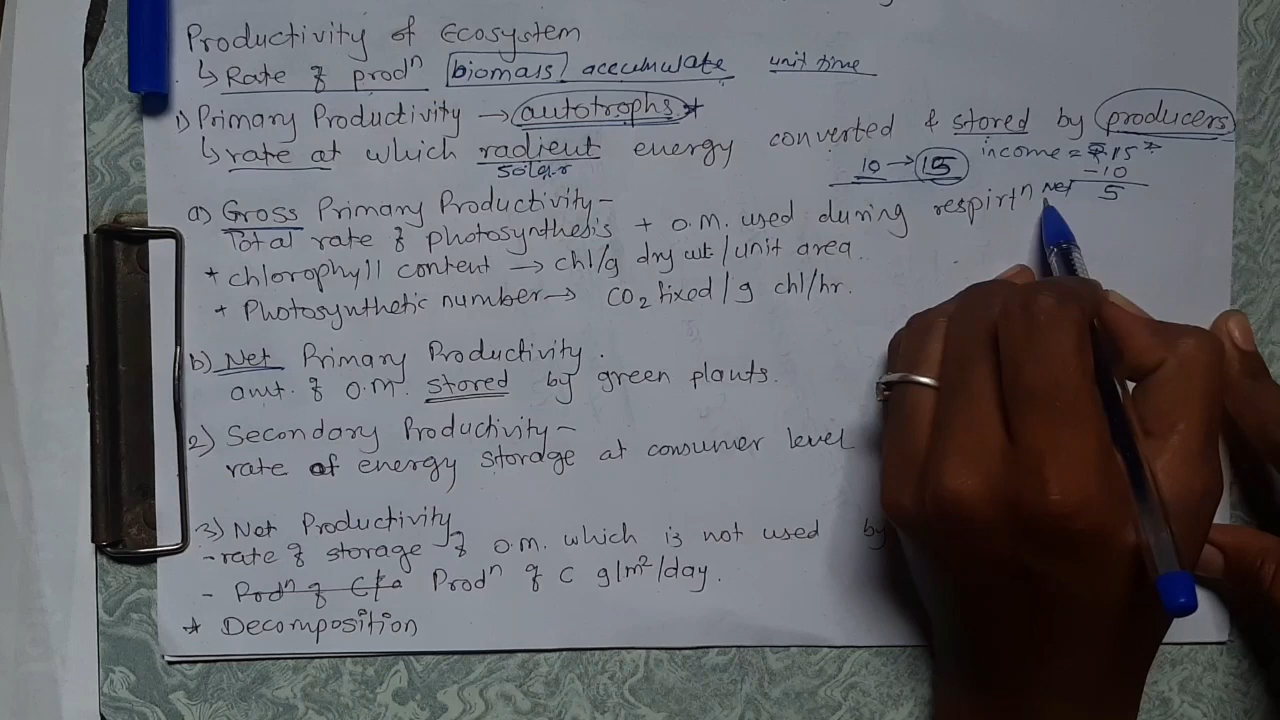 Productivity of Ecosystem
↳ Rate of prodⁿ biomass accumulate unit time
1) Primary Productivity → autotrophs *
↳ rate at which radient energy converted & stored by producers
solar
10 → 15
income = ₹ 15
- 10
Net 5
a) Gross Primary Productivity -
Total rate of photosynthesis + O.M. used during respirtⁿ
* chlorophyll content → chl/g dry wt/unit area.
* Photosynthetic number → CO₂ fixed/g chl/hr.
b) Net Primary Productivity.
amt. of O.M. stored by green plants.
2) Secondary Productivity -
rate of energy storage at consumer level
3) Net Productivity
- rate of storage of O.M. which is not used by
- Prodⁿ of C g/m²/day.
* Decomposition